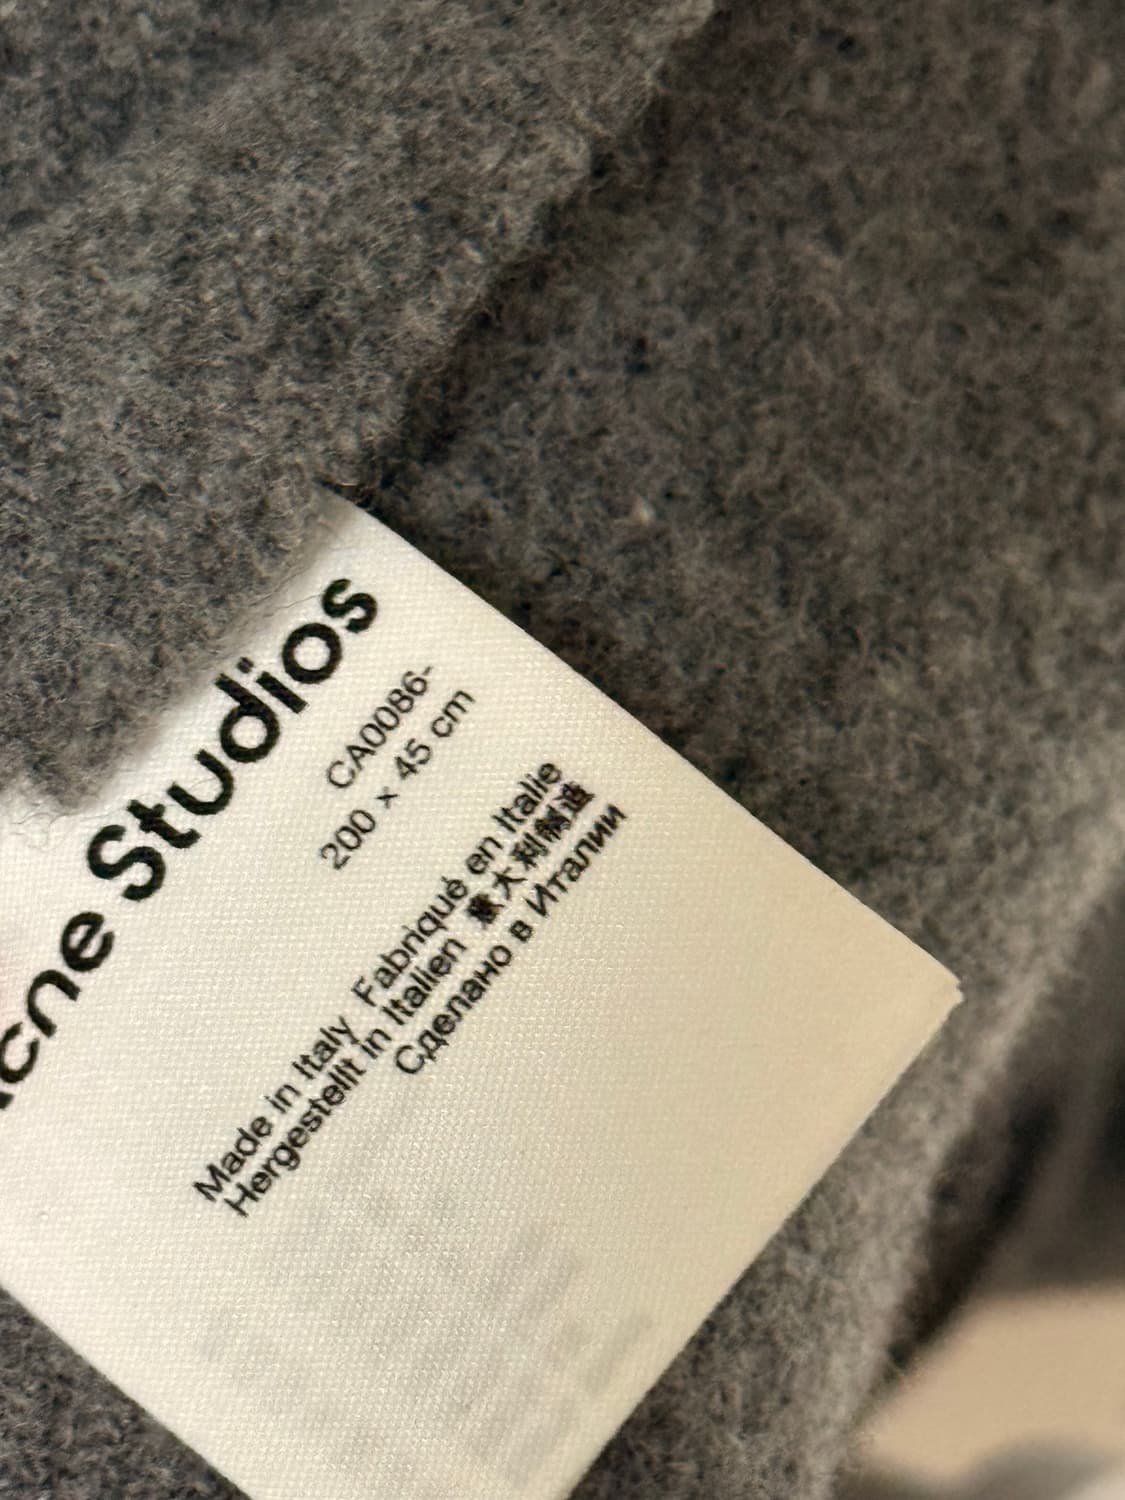 Acne Studios
CA0086-
200 x 45 cm
Made in Italy Fabriqué en Italie
Hergestellt in Italien 意大利制造
Сделано в Италии